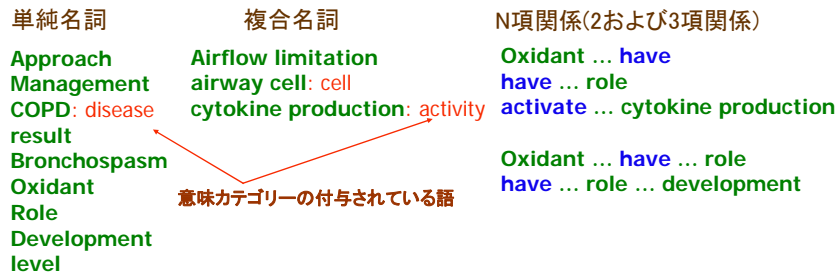 単純名詞
Approach
Management
COPD: disease
result
Bronchospasm
Oxidant
Role
Development
level
複合名詞
Airflow limitation
airway cell: cell
cytokine production: activity
意味カテゴリーの付与されている語
N項関係(2および3項関係)
Oxidant … have
have … role
activate … cytokine production
Oxidant … have … role
have … role … development